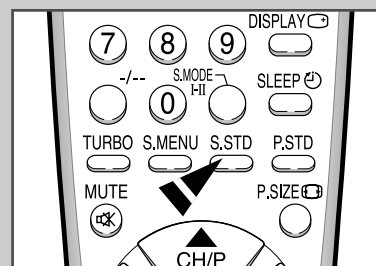 DISPLAY
7 8 9
-/-- S.MODE SLEEP
I-II
0
TURBO S.MENU S.STD P.STD
MUTE P.SIZE
CH/P